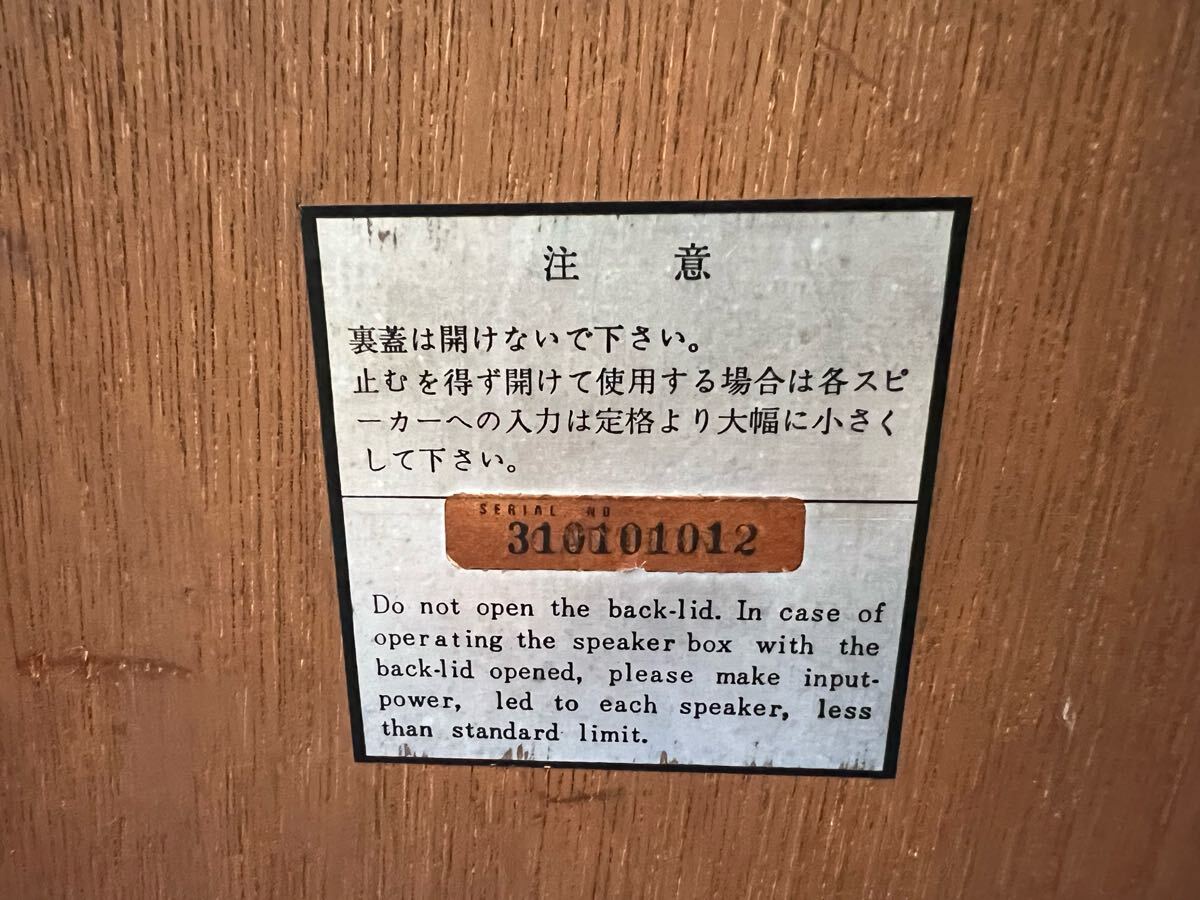 注 意
裏蓋は開けないで下さい。
止むを得ず開けて使用する場合は各スピ
ーカーへの入力は定格より大幅に小さく
して下さい。
SERIAL NO
310101012
Do not open the back-lid. In case of
operating the speaker box with the
back-lid opened, please make input-
power, led to each speaker, less
than standard limit.